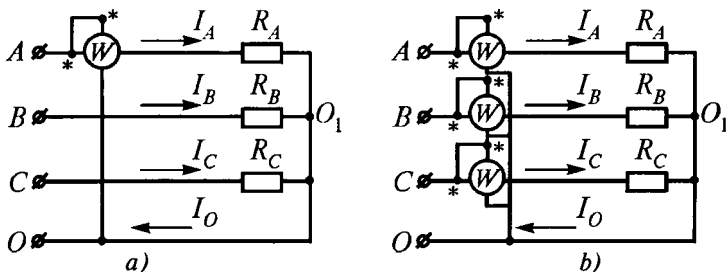 * I_A R_A * I_A R_A
A * W A * W
I_B R_B * I_B R_B
B O_1 B * W O_1
I_C R_C * I_C R_C
C C * W
I_O I_O
O O
a) b)